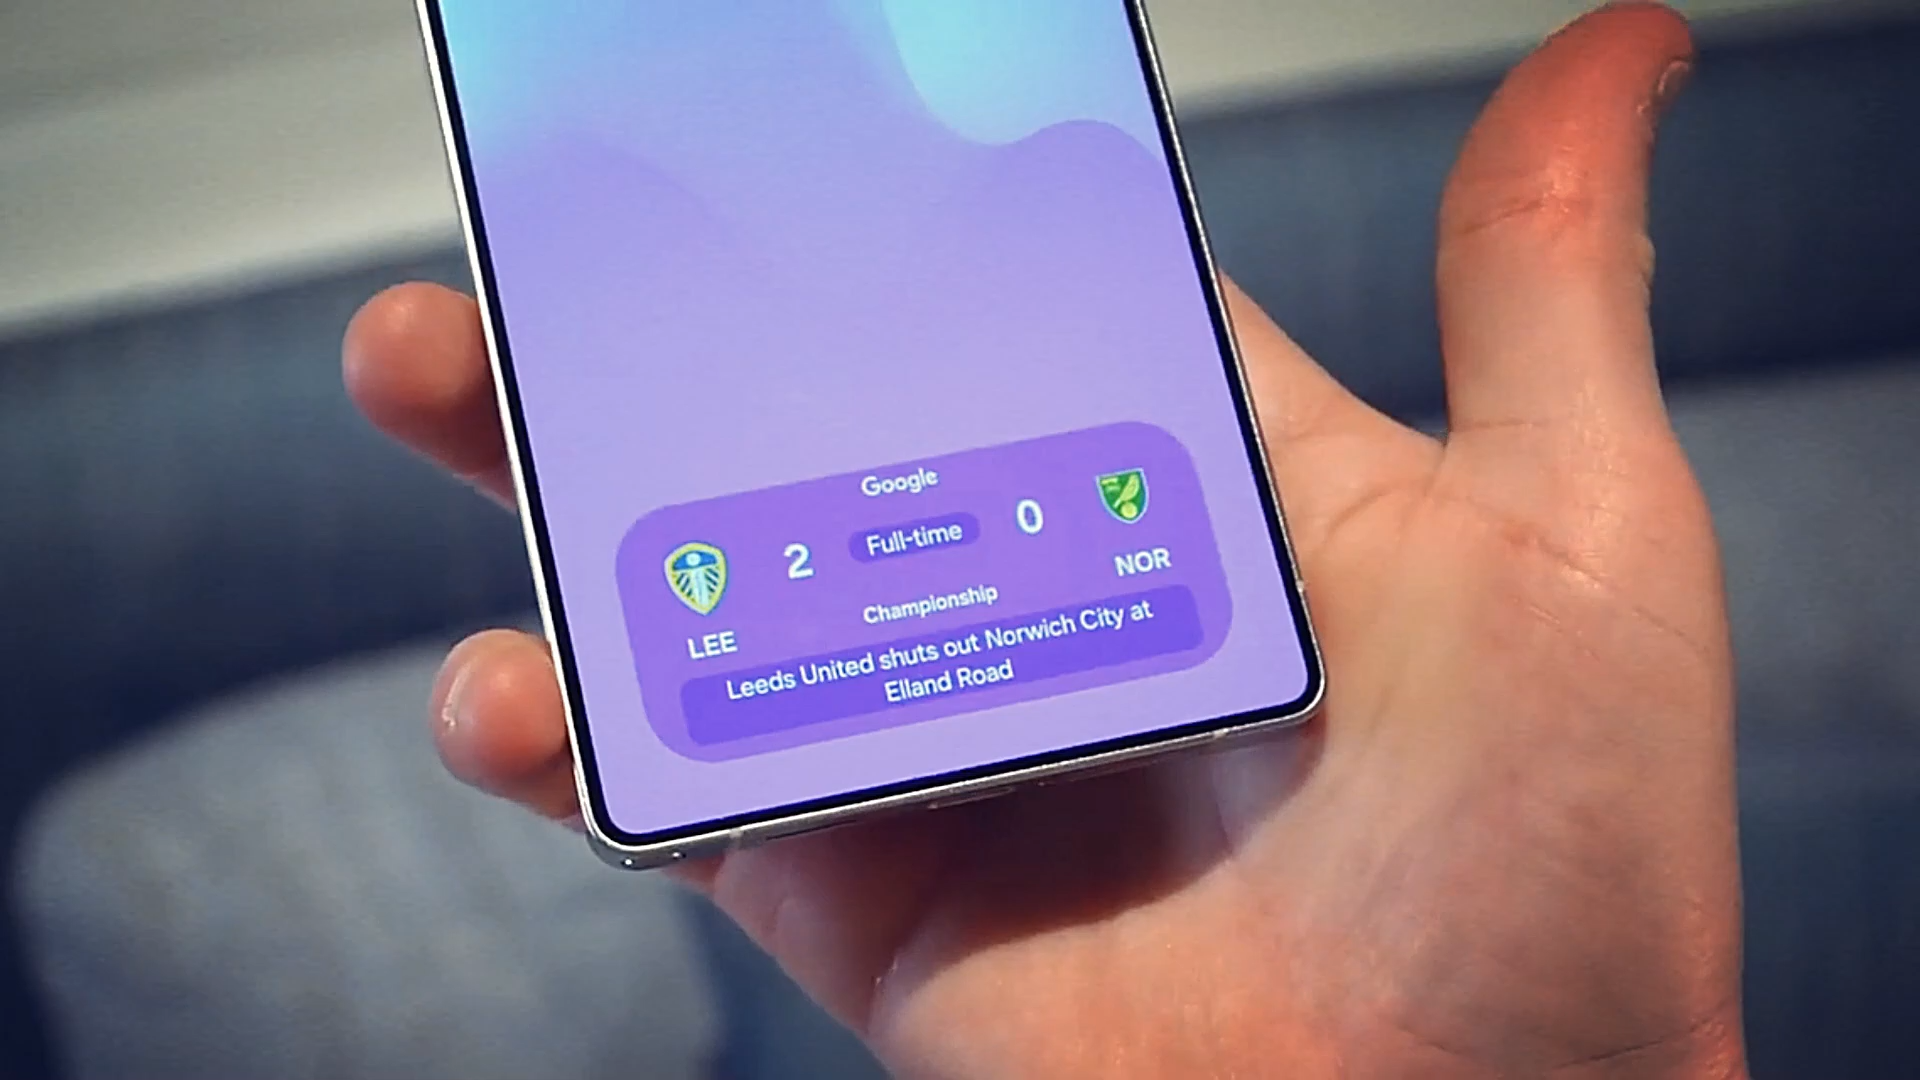 Google
2 Full-time 0
LEE Championship NOR
Leeds United shuts out Norwich City at
Elland Road